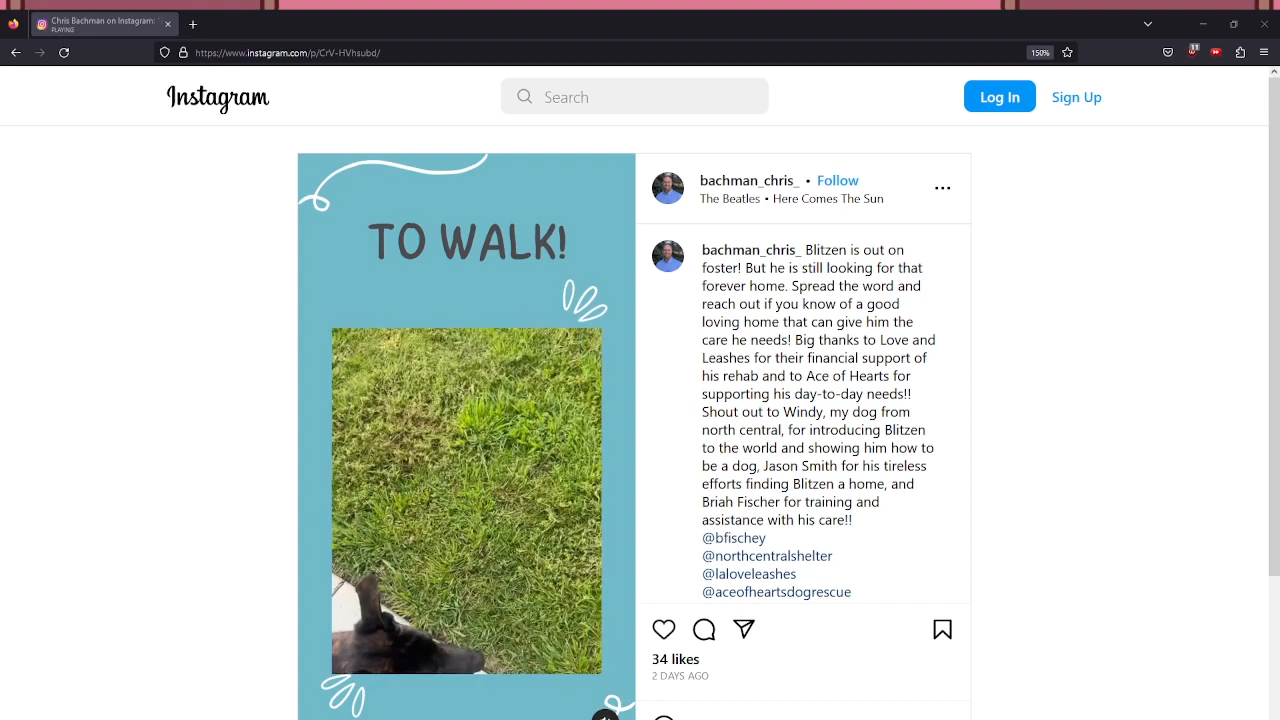 Chris Bachman on Instagram: "
PLAYING
https://www.instagram.com/p/CrV-HVhsubd/
150%
11
Instagram
Search
Log In
Sign Up
TO WALK!
bachman_chris_ • Follow
The Beatles • Here Comes The Sun
bachman_chris_ Blitzen is out on
foster! But he is still looking for that
forever home. Spread the word and
reach out if you know of a good
loving home that can give him the
care he needs! Big thanks to Love and
Leashes for their financial support of
his rehab and to Ace of Hearts for
supporting his day-to-day needs!!
Shout out to Windy, my dog from
north central, for introducing Blitzen
to the world and showing him how to
be a dog, Jason Smith for his tireless
efforts finding Blitzen a home, and
Briah Fischer for training and
assistance with his care!!
@bfischey
@northcentralshelter
@laloveleashes
@aceofheartsdogrescue
34 likes
2 DAYS AGO